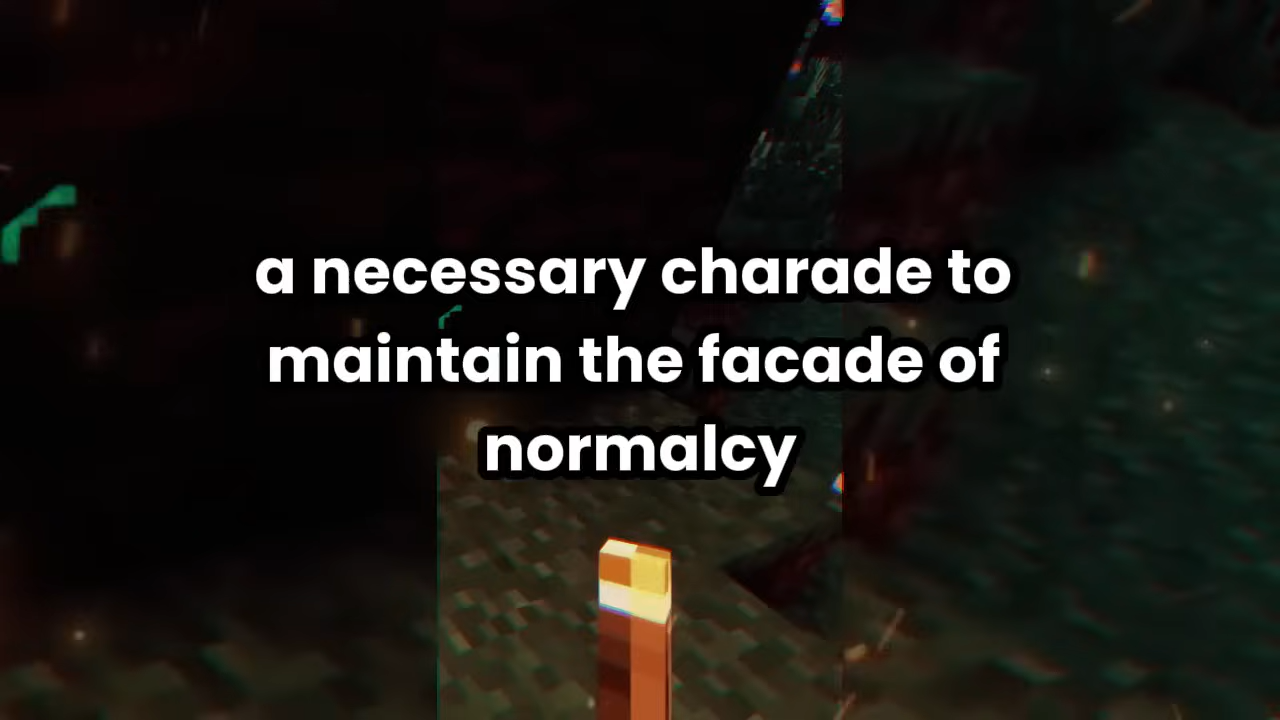 a necessary charade to
maintain the facade of
normalcy